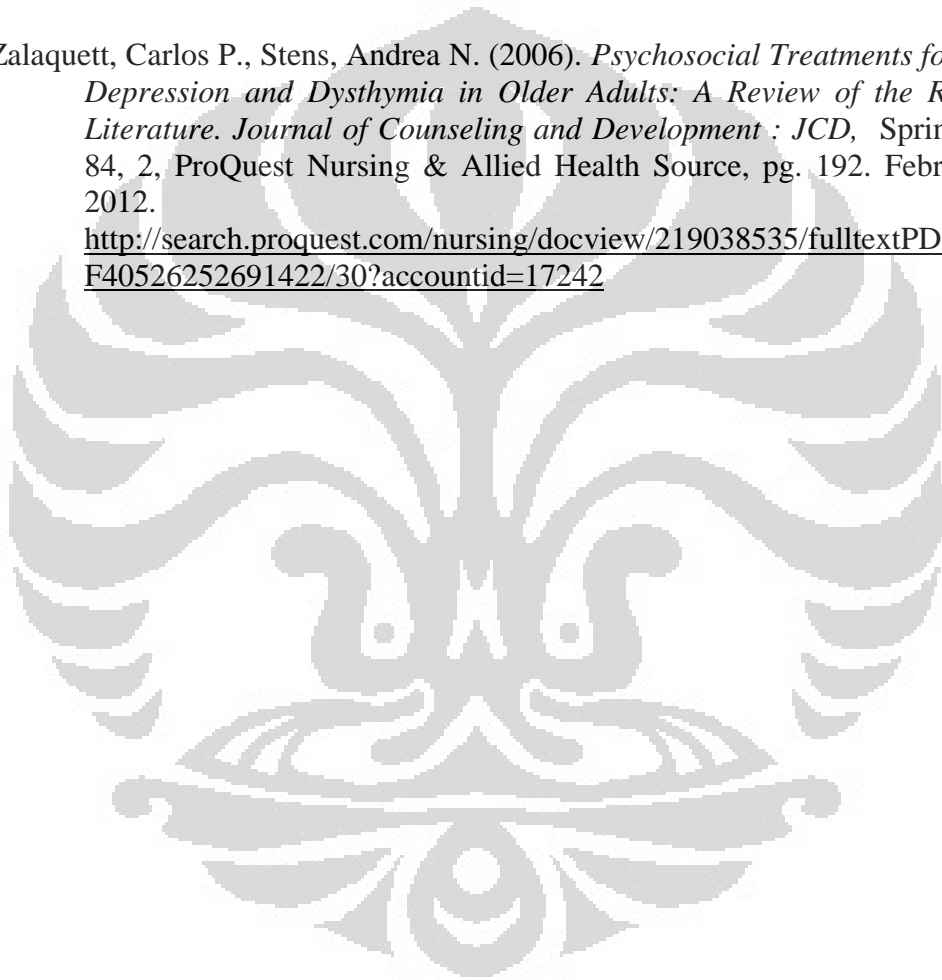 Zalaquett, Carlos P., Stens, Andrea N. (2006). Psychosocial Treatments fo
Depression and Dysthymia in Older Adults: A Review of the R
Literature. Journal of Counseling and Development : JCD, Sprin
84, 2, ProQuest Nursing & Allied Health Source, pg. 192. Febr
2012.
http://search.proquest.com/nursing/docview/219038535/fulltextPD
F40526252691422/30?accountid=17242